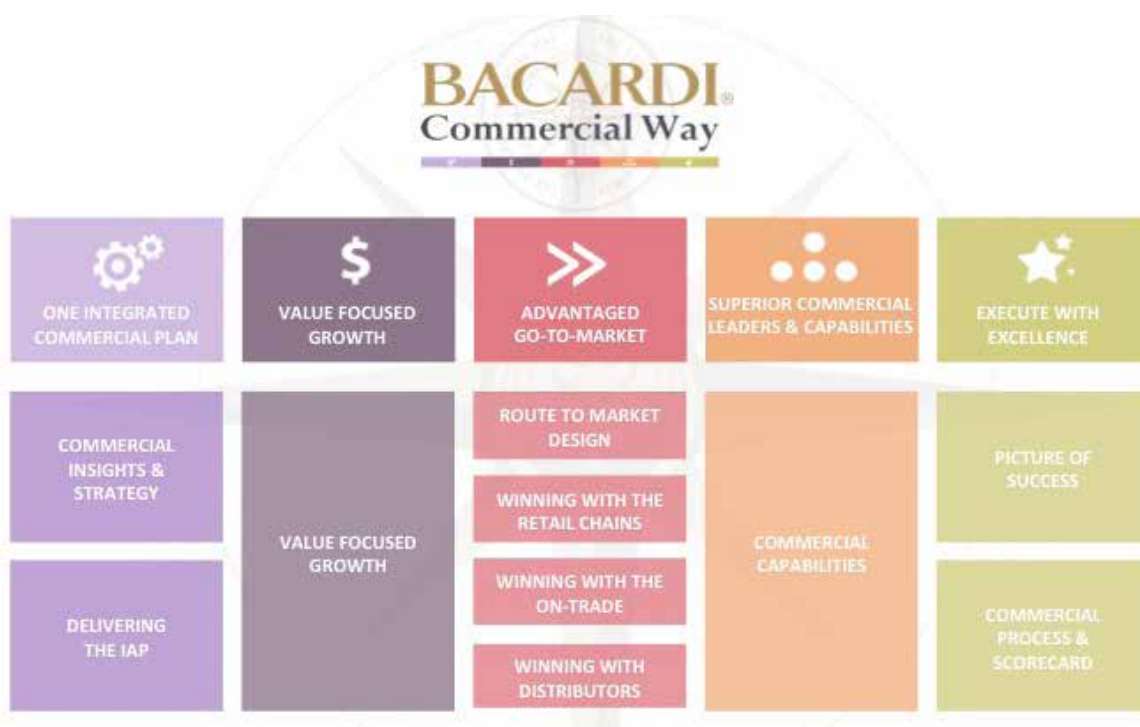 BACARDI®
Commercial Way
ONE INTEGRATED
COMMERCIAL PLAN
$
VALUE FOCUSED
GROWTH
ADVANTAGED
GO-TO-MARKET
SUPERIOR COMMERCIAL
LEADERS & CAPABILITIES
EXECUTE WITH
EXCELLENCE
COMMERCIAL
INSIGHTS &
STRATEGY
DELIVERING
THE IAP
VALUE FOCUSED
GROWTH
ROUTE TO MARKET
DESIGN
WINNING WITH THE
RETAIL CHAINS
WINNING WITH THE
ON-TRADE
WINNING WITH
DISTRIBUTORS
COMMERCIAL
CAPABILITIES
PICTURE OF
SUCCESS
COMMERCIAL
PROCESS &
SCORECARD